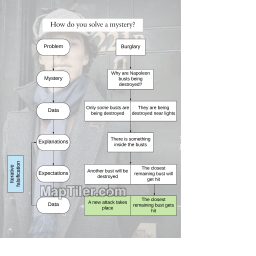 How do you solve a mystery?
Problem
Burglary
Mystery
Why are Napoleon
busts being
destroyed?
Data
Only some busts are
being destroyed
They are being
destroyed near lights
Explanations
There is something
inside the busts
Iterative
falsification
Expectations
Another bust will be
destroyed
The closest
remaining bust will
get hit
MapTiler.com
Data
A new attack takes
place
The closest
remaining bust gets
hit